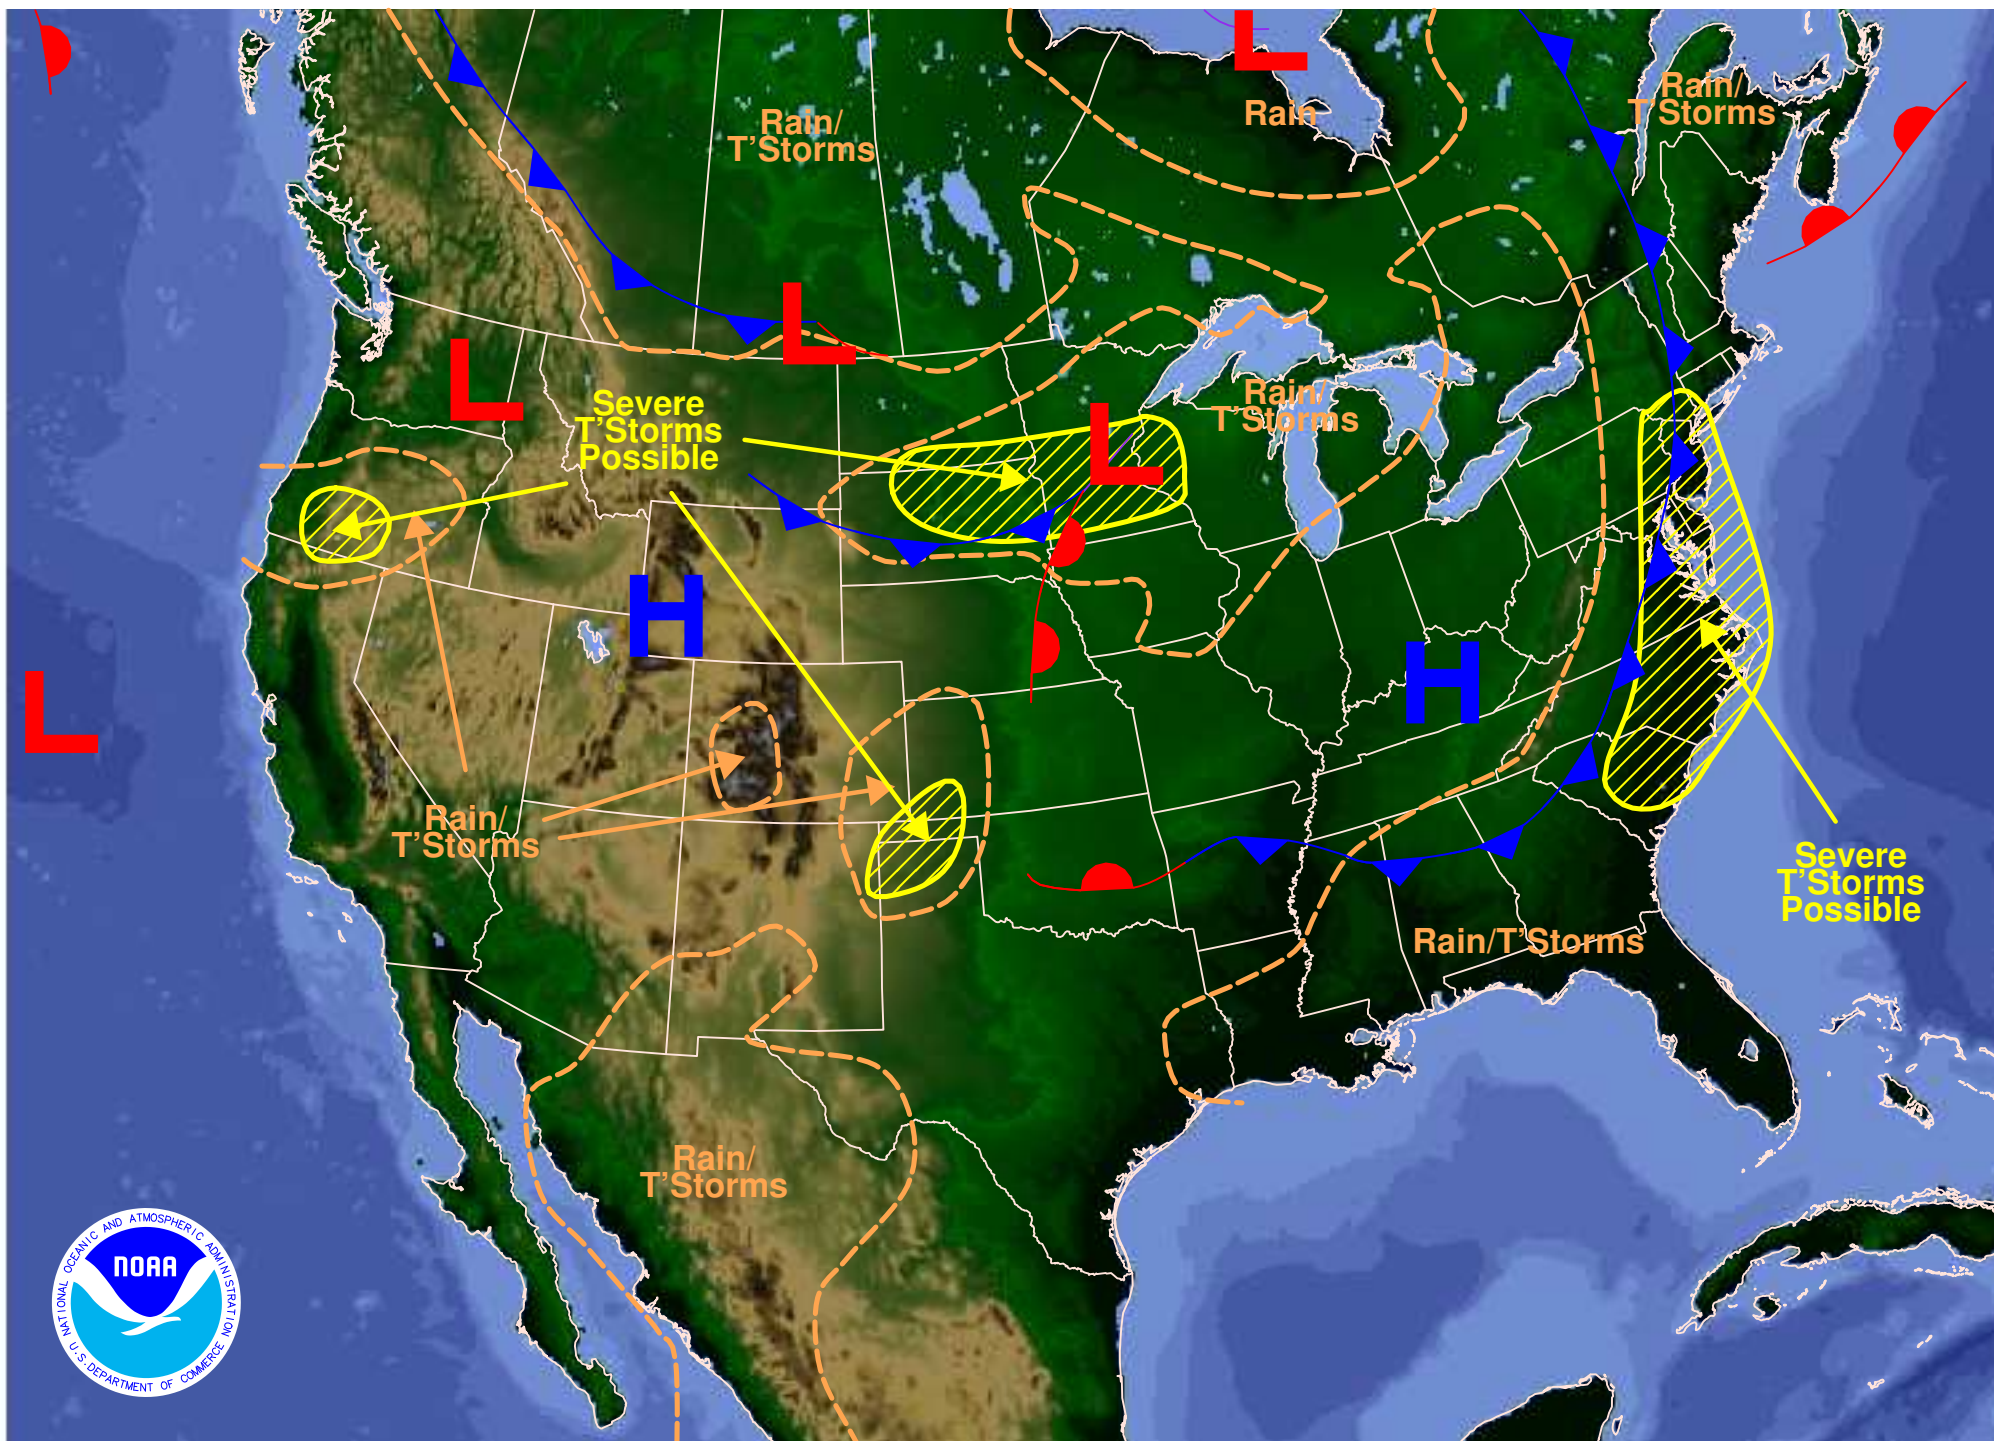 L
Rain
Rain/
T'Storms
Rain/
T'Storms
L
L
Severe
T'Storms
Possible
Rain/
T'Storms
L
H
H
L
Rain/
T'Storms
Severe
T'Storms
Possible
Rain/T'Storms
Rain/
T'Storms
NATIONAL OCEANIC AND ATMOSPHERIC ADMINISTRATION
NOAA
U.S. DEPARTMENT OF COMMERCE